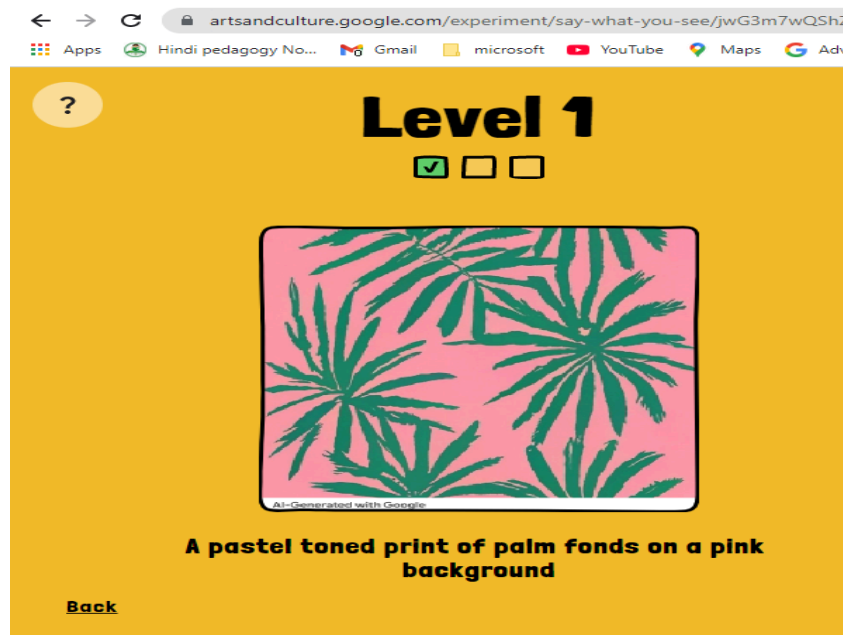 artsandculture.google.com/experiment/say-what-you-see/jwG3m7wQShZ
Apps Hindi pedagogy No... Gmail microsoft YouTube Maps Adv
?
Level 1
AI-Generated with Google
A pastel toned print of palm fonds on a pink
background
Back